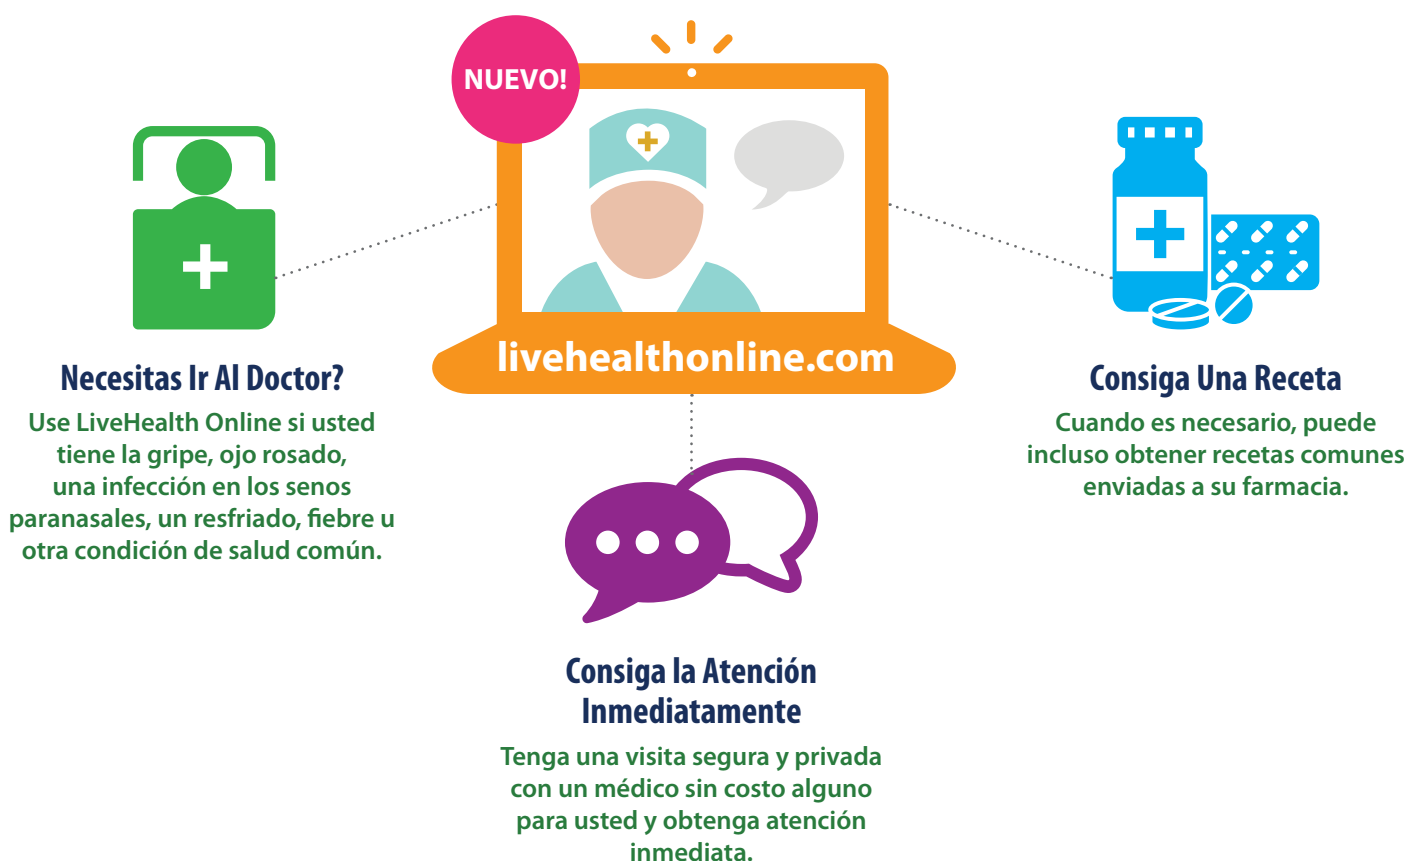 NUEVO!
livehealthonline.com
Necesitas Ir Al Doctor?
Use LiveHealth Online si usted
tiene la gripe, ojo rosado,
una infección en los senos
paranasales, un resfriado, fiebre u
otra condición de salud común.
Consiga la Atención
Inmediatamente
Tenga una visita segura y privada
con un médico sin costo alguno
para usted y obtenga atención
inmediata.
Consiga Una Receta
Cuando es necesario, puede
incluso obtener recetas comunes
enviadas a su farmacia.